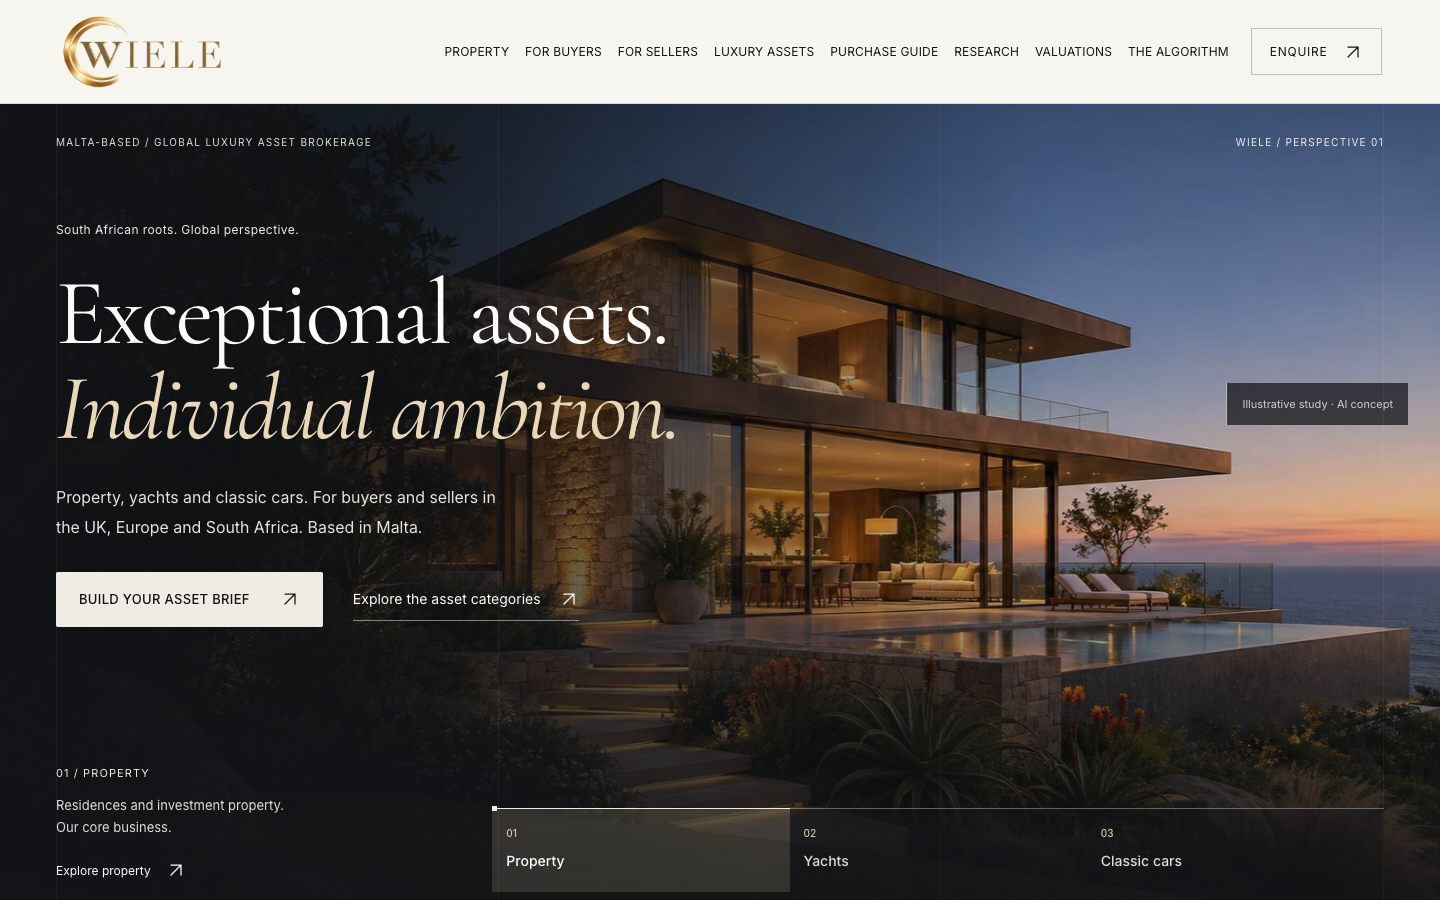 WIELE
PROPERTY
FOR BUYERS
FOR SELLERS
LUXURY ASSETS
PURCHASE GUIDE
RESEARCH
VALUATIONS
THE ALGORITHM
ENQUIRE
MALTA-BASED / GLOBAL LUXURY ASSET BROKERAGE
WIELE / PERSPECTIVE 01
South African roots. Global perspective.
Exceptional assets.
Individual ambition.
Illustrative study · AI concept
Property, yachts and classic cars. For buyers and sellers in
the UK, Europe and South Africa. Based in Malta.
BUILD YOUR ASSET BRIEF
Explore the asset categories
01 / PROPERTY
Residences and investment property.
Our core business.
Explore property
01
Property
02
Yachts
03
Classic cars